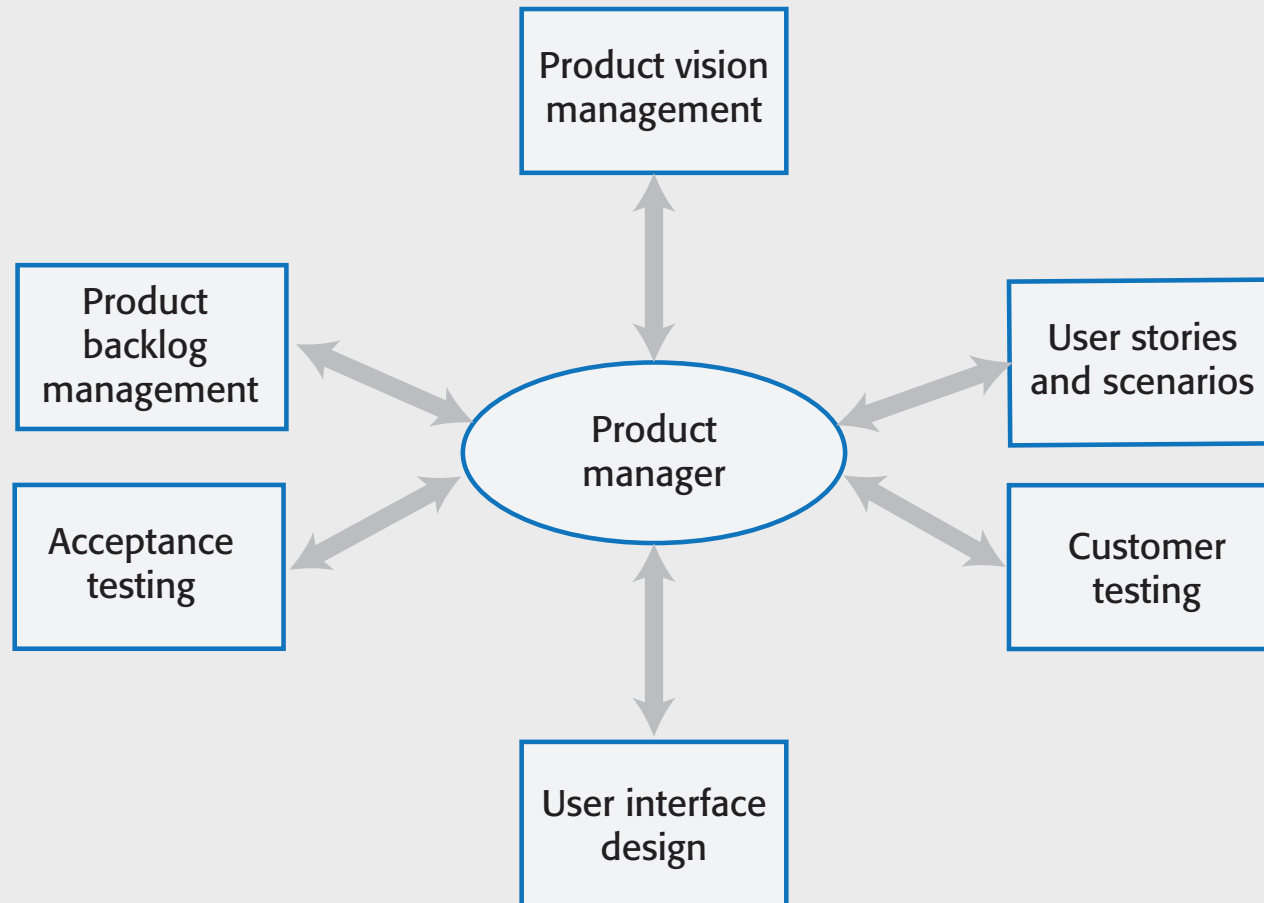 Product vision
management
Product
backlog
management
User stories
and scenarios
Product
manager
Acceptance
testing
Customer
testing
User interface
design